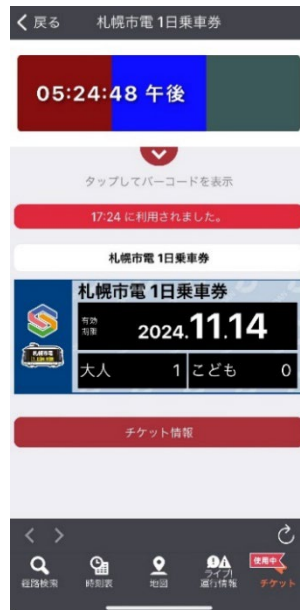 戻る 札幌市電 1日乗車券
05:24:48 午後
タップしてバーコードを表示
17:24 に利用されました。
札幌市電 1日乗車券
札幌市電 1日乗車券
有効
期限 2024.11.14
大人 1 こども 0
チケット情報
使用中
経路検索 時刻表 地図 ライブ!
運行情報 チケット